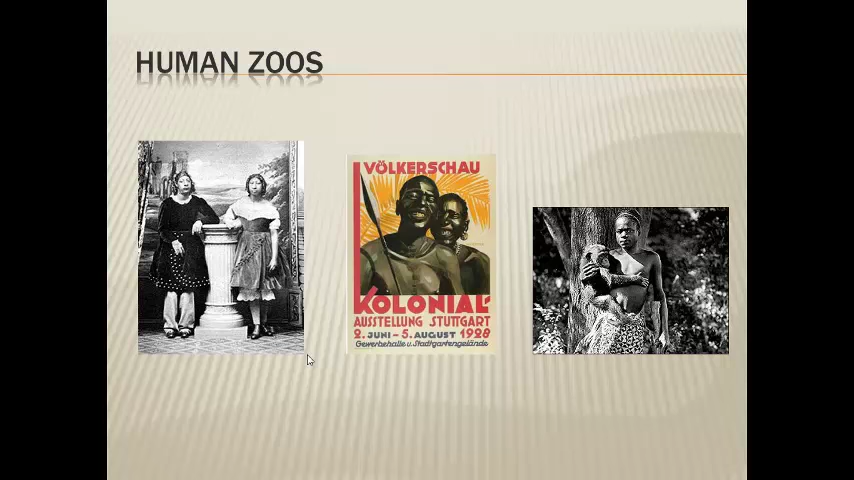 HUMAN ZOOS
VÖLKERSCHAU
KOLONIAL-
AUSSTELLUNG STUTTGART
2. JUNI – 5. AUGUST 1928
Gewerbehalle u. Stadtgartengelände